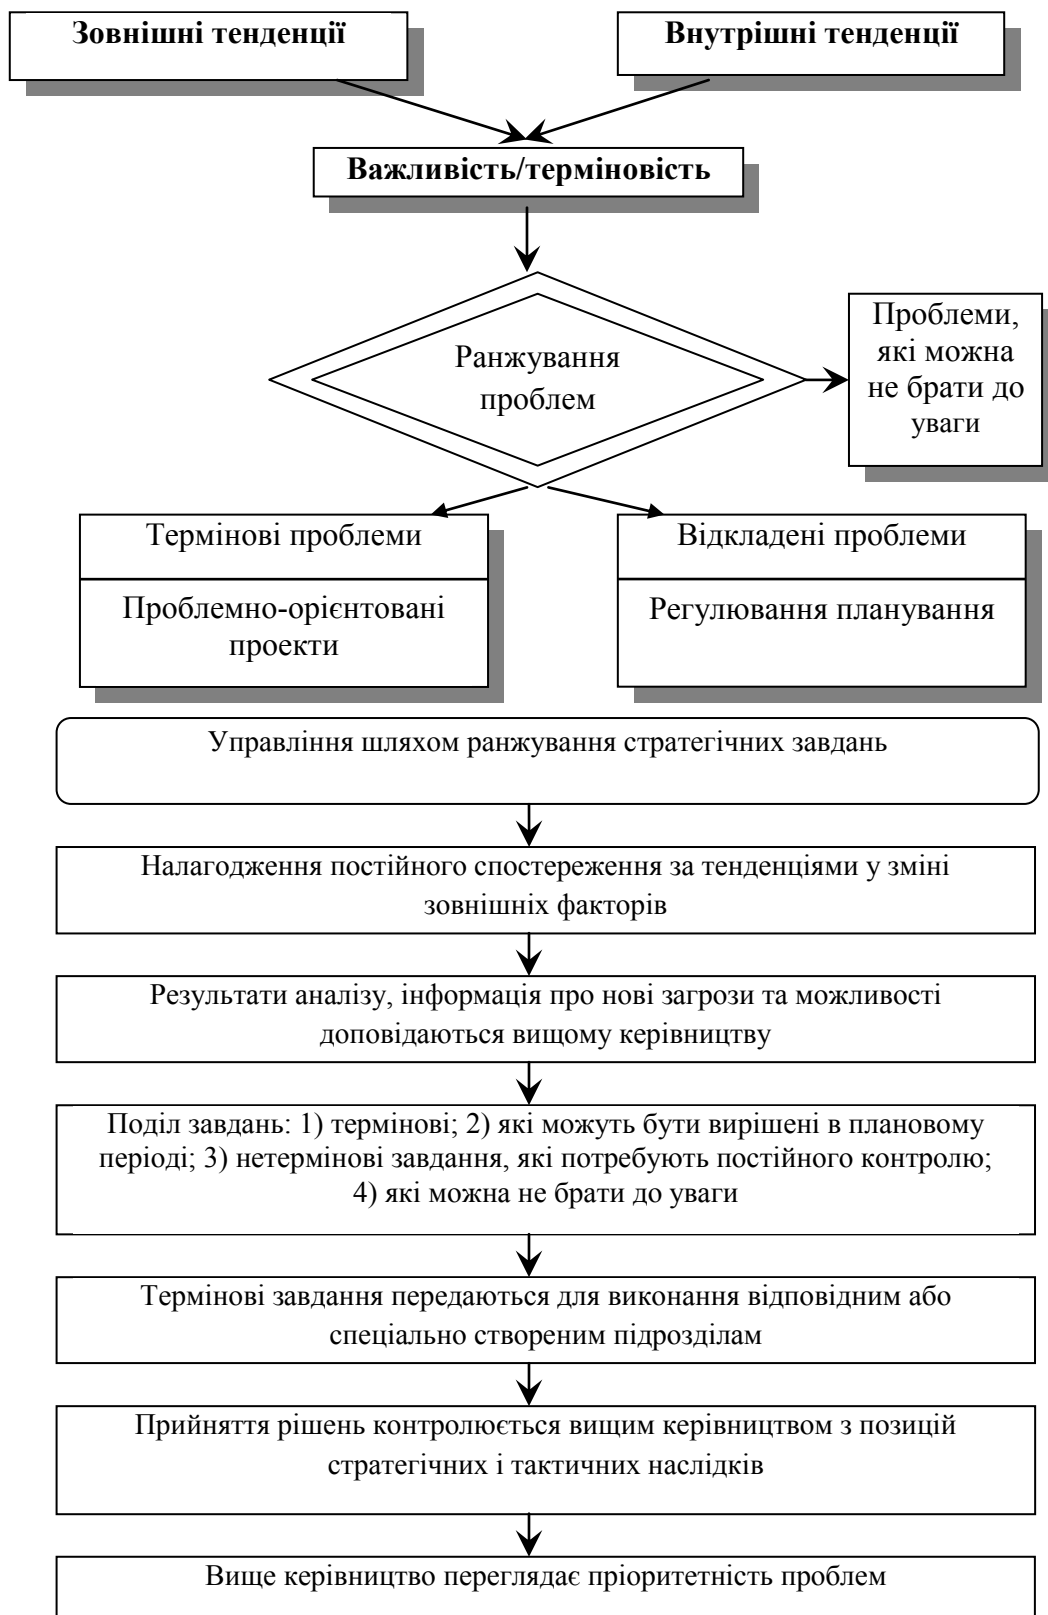 Зовнішні тенденції
Внутрішні тенденції
Важливість/терміновість
Ранжування
проблем
Проблеми,
які можна
не брати до
уваги
Термінові проблеми
Проблемно-орієнтовані
проекти
Відкладені проблеми
Регулювання планування
Управління шляхом ранжування стратегічних завдань
Налагодження постійного спостереження за тенденціями у зміні
зовнішніх факторів
Результати аналізу, інформація про нові загрози та можливості
доповідаються вищому керівництву
Поділ завдань: 1) термінові; 2) які можуть бути вирішені в плановому
періоді; 3) нетермінові завдання, які потребують постійного контролю;
4) які можна не брати до уваги
Термінові завдання передаються для виконання відповідним або
спеціально створеним підрозділам
Прийняття рішень контролюється вищим керівництвом з позицій
стратегічних і тактичних наслідків
Вище керівництво переглядає пріоритетність проблем